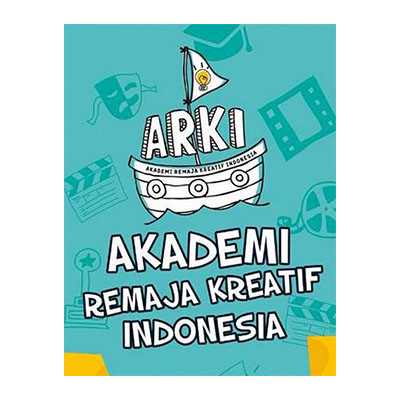 ARKI
AKADEMI REMAJA KREATIF INDONESIA
AKADEMI
REMAJA KREATIF
INDONESIA